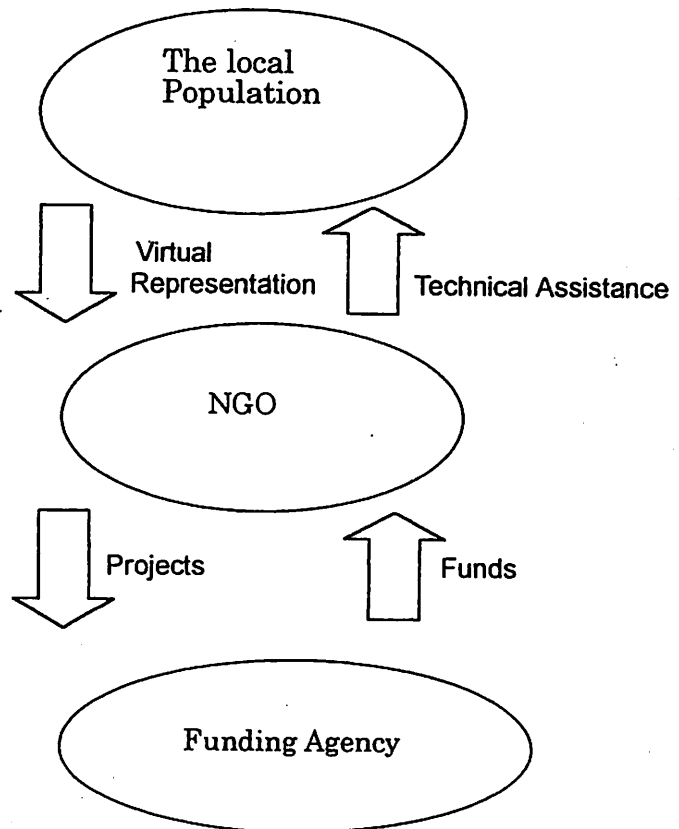 The local
Population
Virtual
Representation
Technical Assistance
NGO
Projects
Funds
Funding Agency